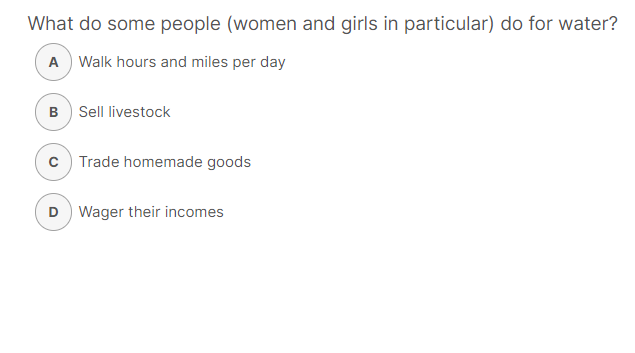 What do some people (women and girls in particular) do for water?
A Walk hours and miles per day
B Sell livestock
C Trade homemade goods
D Wager their incomes